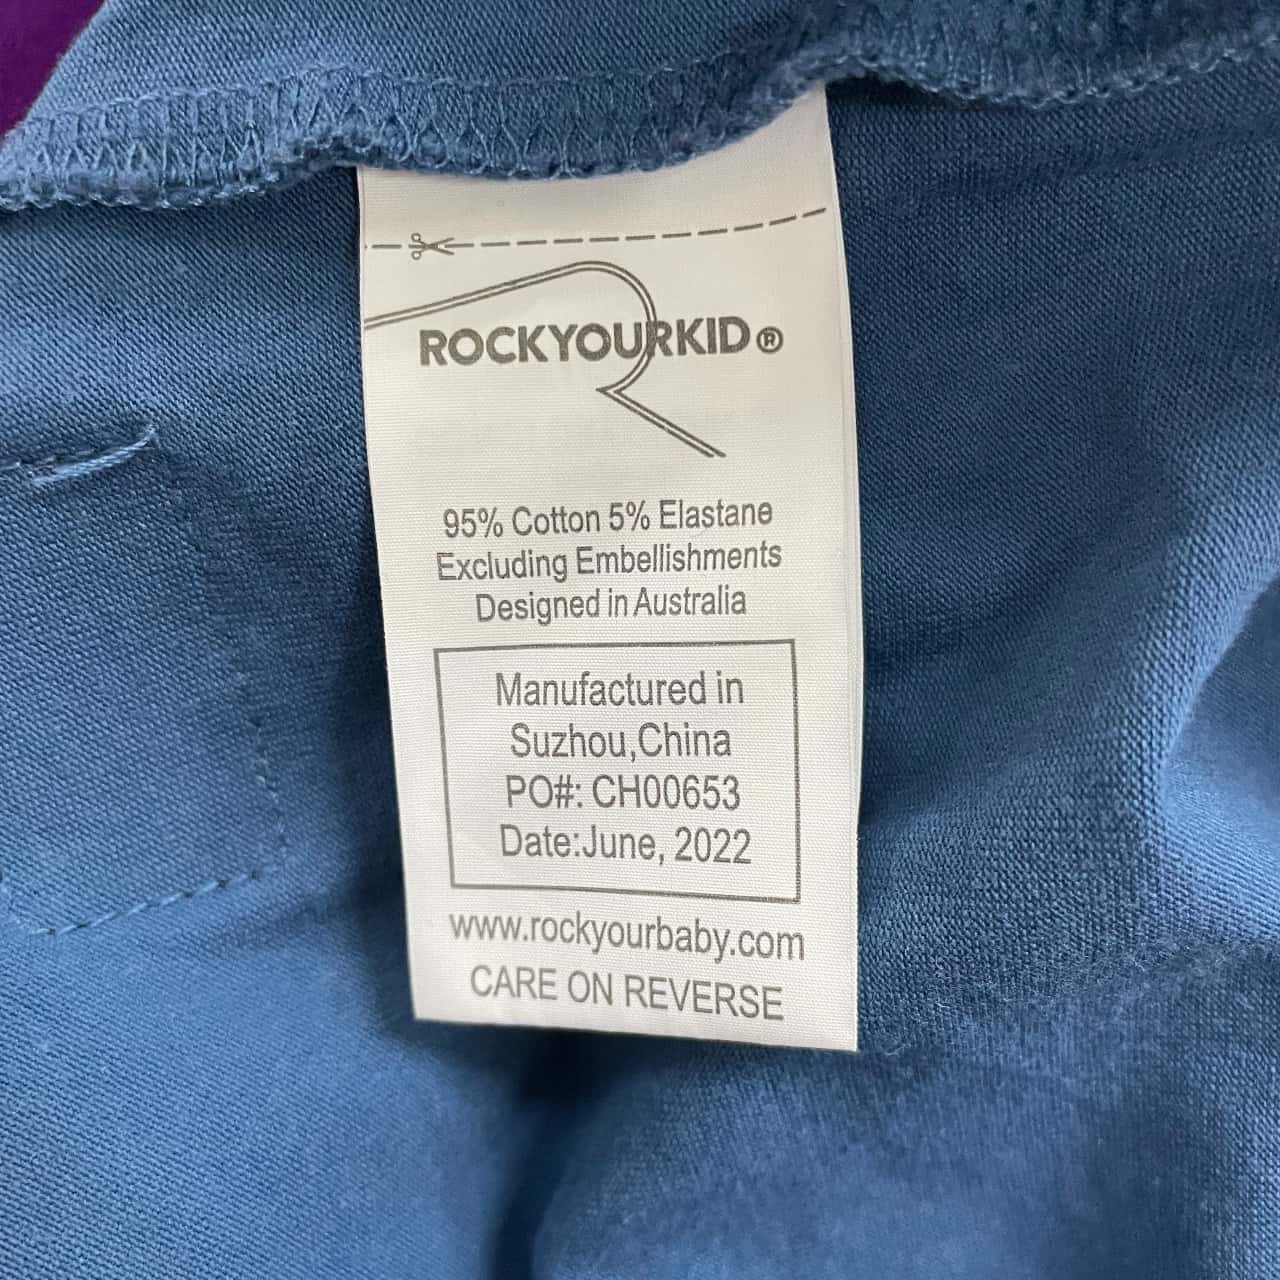 ROCKYOURKID®
95% Cotton 5% Elastane
Excluding Embellishments
Designed in Australia
Manufactured in
Suzhou,China
PO#: CH00653
Date:June, 2022
www.rockyourbaby.com
CARE ON REVERSE